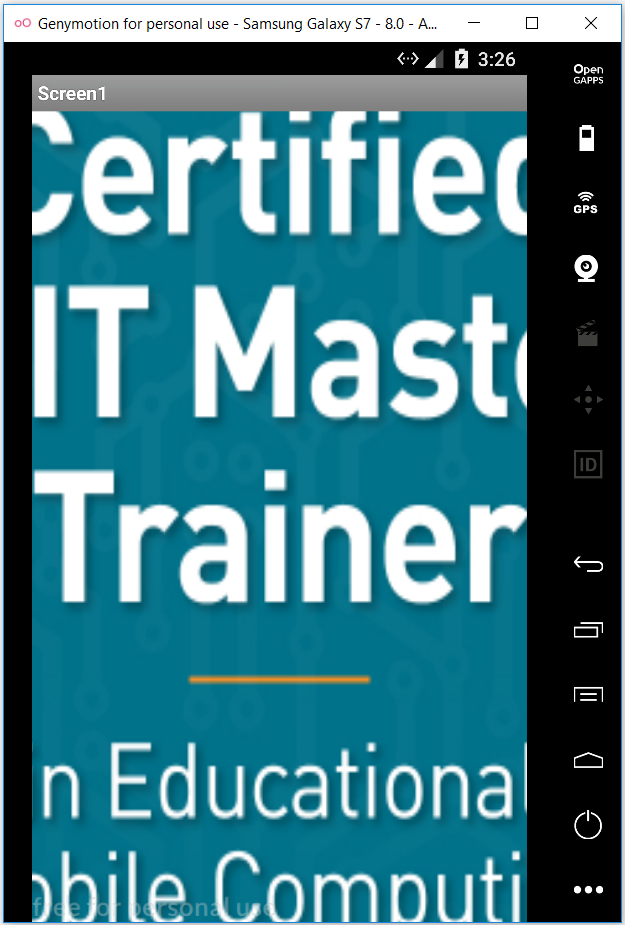 Genymotion for personal use - Samsung Galaxy S7 - 8.0 - A...
3:26
Open
GAPPS
Screen1
GPS
ID
Certified
IT Maste
Trainer
in Educational
obile Computi
free for personal use